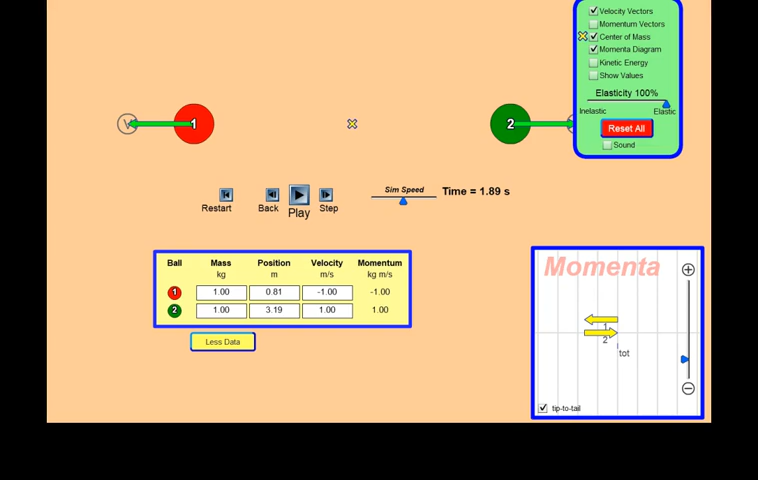 Velocity Vectors
Momentum Vectors
Center of Mass
Momenta Diagram
Kinetic Energy
Show Values
Elasticity 100%
Inelastic Elastic
Reset All
Sound
1 2
Sim Speed Time = 1.89 s
Restart Back Play Step
Ball Mass Position Velocity Momentum
kg m m/s kg m/s
1 1.00 0.81 -1.00 -1.00
2 1.00 3.19 1.00 1.00
Less Data
Momenta
1
2
tot
tip-to-tail